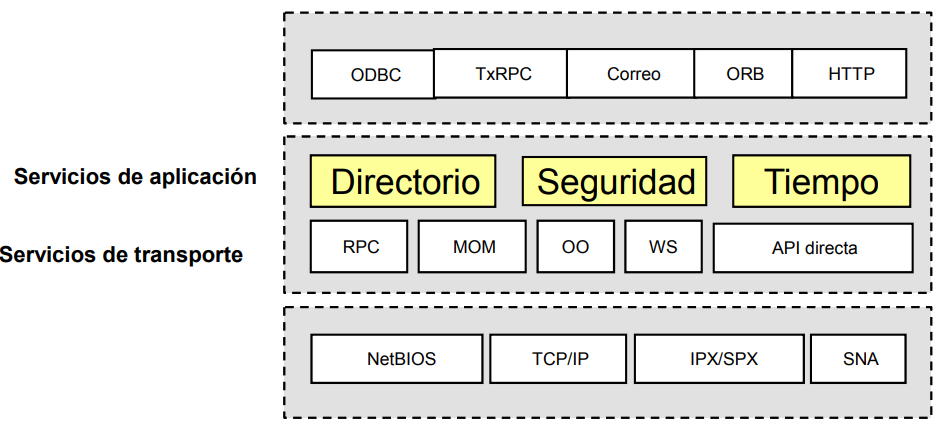 ODBC TxRPC Correo ORB HTTP
Servicios de aplicación Directorio Seguridad Tiempo
Servicios de transporte RPC MOM OO WS API directa
NetBIOS TCP/IP IPX/SPX SNA